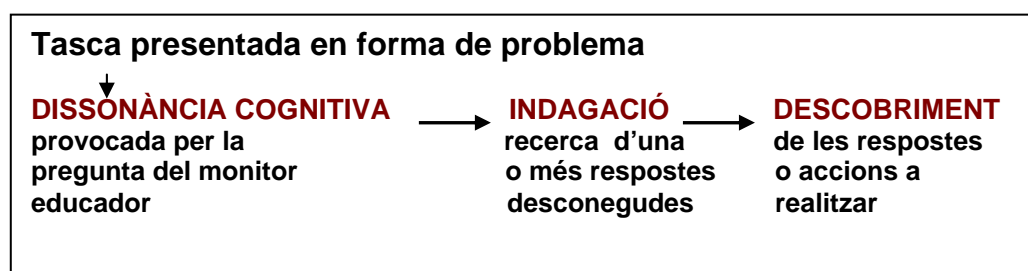 Tasca presentada en forma de problema
DISSONÀNCIA COGNITIVA INDAGACIÓ DESCOBRIMENT
provocada per la recerca d’una de les respostes
pregunta del monitor o més respostes o accions a
educador desconegudes realitzar